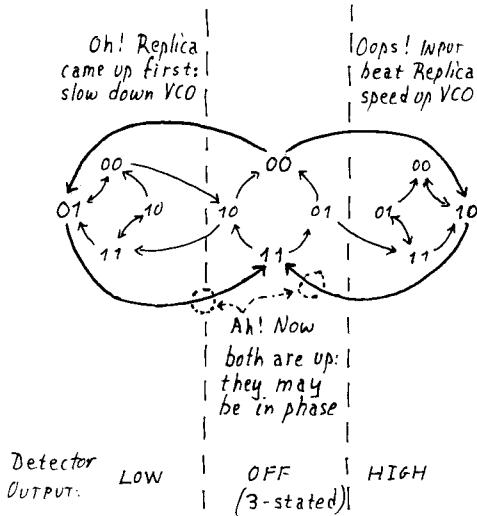 Oh! Replica
came up first:
slow down VCO
Oops! Input
beat Replica
speed up VCO
00
00
00
01
10
10
01
01
10
11
11
11
Ah! Now
both are up:
they may
be in phase
Detector
OUTPUT:
LOW
OFF
(3-stated)
HIGH